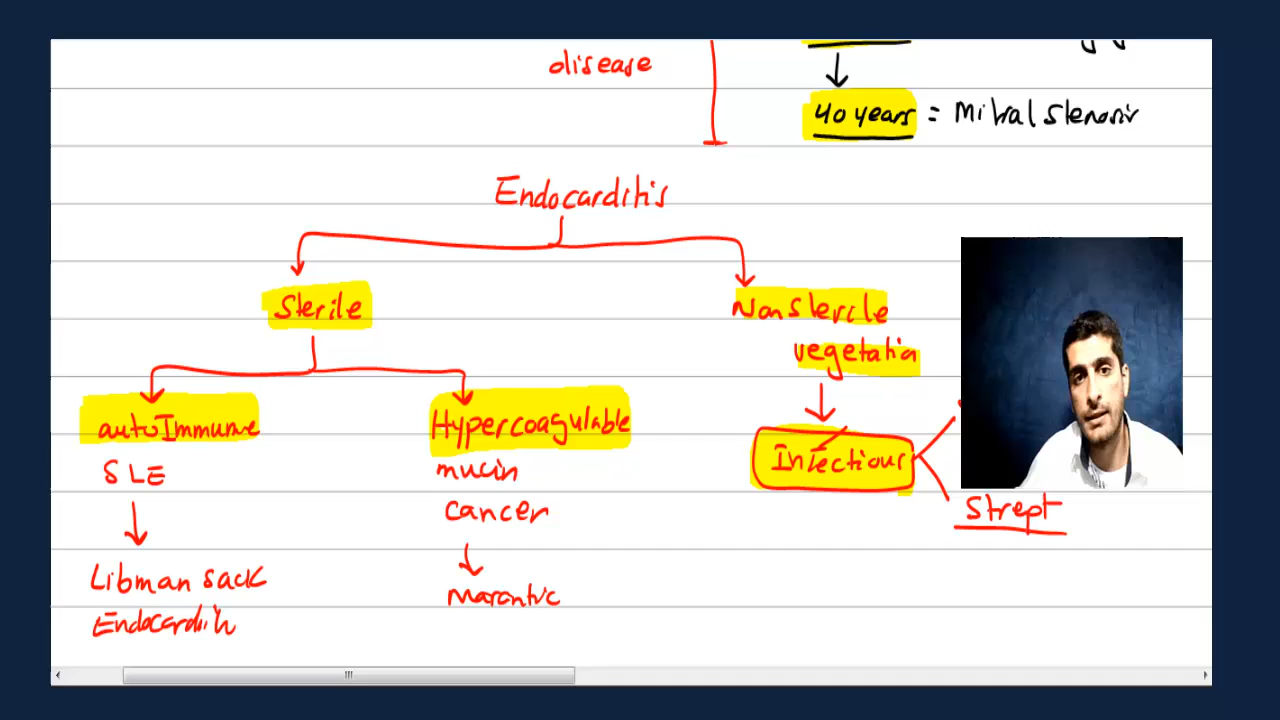 disease
40 years = Mitral Stenosis
Endocarditis
Sterile
Non Sterile
vegetation
autoImmune
Hypercoagulable
SLE
mucin
Infectious
cancer
Strept
Libman Sack
marantic
Endocarditis